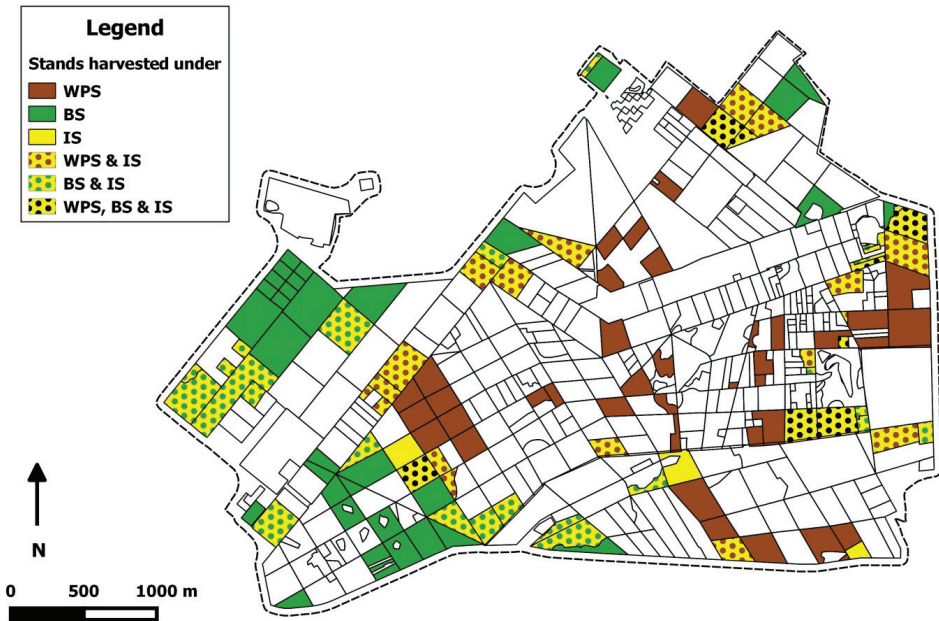 Legend
Stands harvested under
WPS
BS
IS
WPS & IS
BS & IS
WPS, BS & IS
N
0 500 1000 m